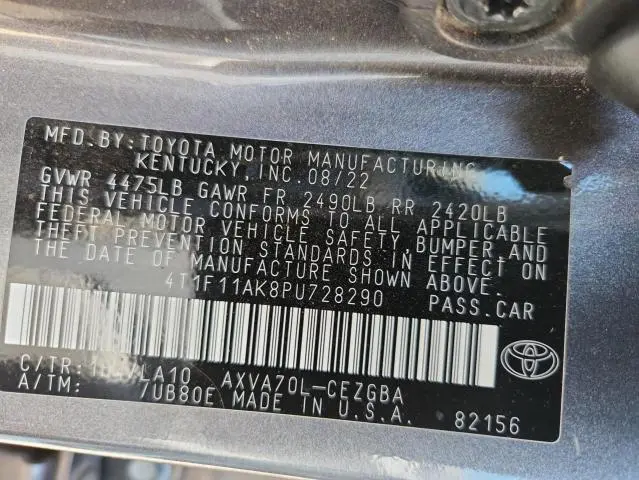 MFD. BY: TOYOTA MOTOR MANUFACTURING
KENTUCKY, INC. 08/22
GVWR 4475LB GAWR FR 2490LB RR 2420LB
THIS VEHICLE CONFORMS TO ALL APPLICABLE
FEDERAL MOTOR VEHICLE SAFETY, BUMPER AND
THEFT PREVENTION STANDARDS IN EFFECT ON
THE DATE OF MANUFACTURE SHOWN ABOVE.
4T1F11AK8PU728290 PASS.CAR
C/TR: LA10 AXVA70L-CEZGBA
A/TM: 7UB80E MADE IN U.S.A.
82156